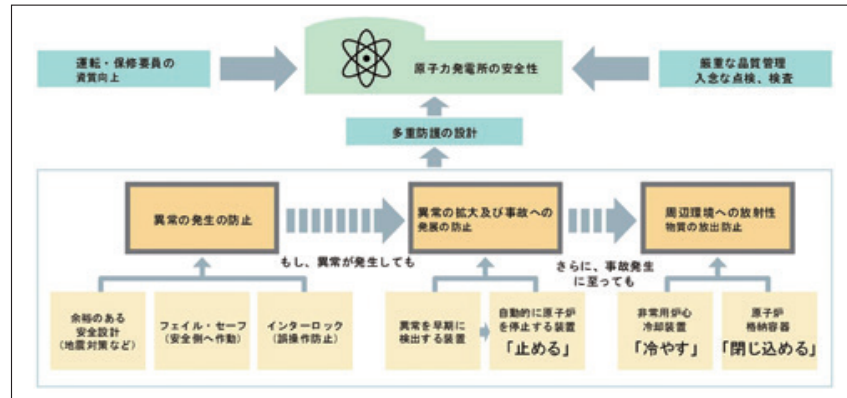 運転・保修要員の
資質向上
原子力発電所の安全性
厳重な品質管理
入念な点検、検査
多重防護の設計
異常の発生の防止
もし、異常が発生しても
異常の拡大及び事故への
発展の防止
さらに、事故発生
に至っても
周辺環境への放射性
物質の放出防止
余裕のある
安全設計
(地震対策など)
フェイル・セーフ
(安全側へ作動)
インターロック
(誤操作防止)
異常を早期に
検出する装置
自動的に原子炉
を停止する装置
「止める」
非常用炉心
冷却装置
「冷やす」
原子炉
格納容器
「閉じ込める」